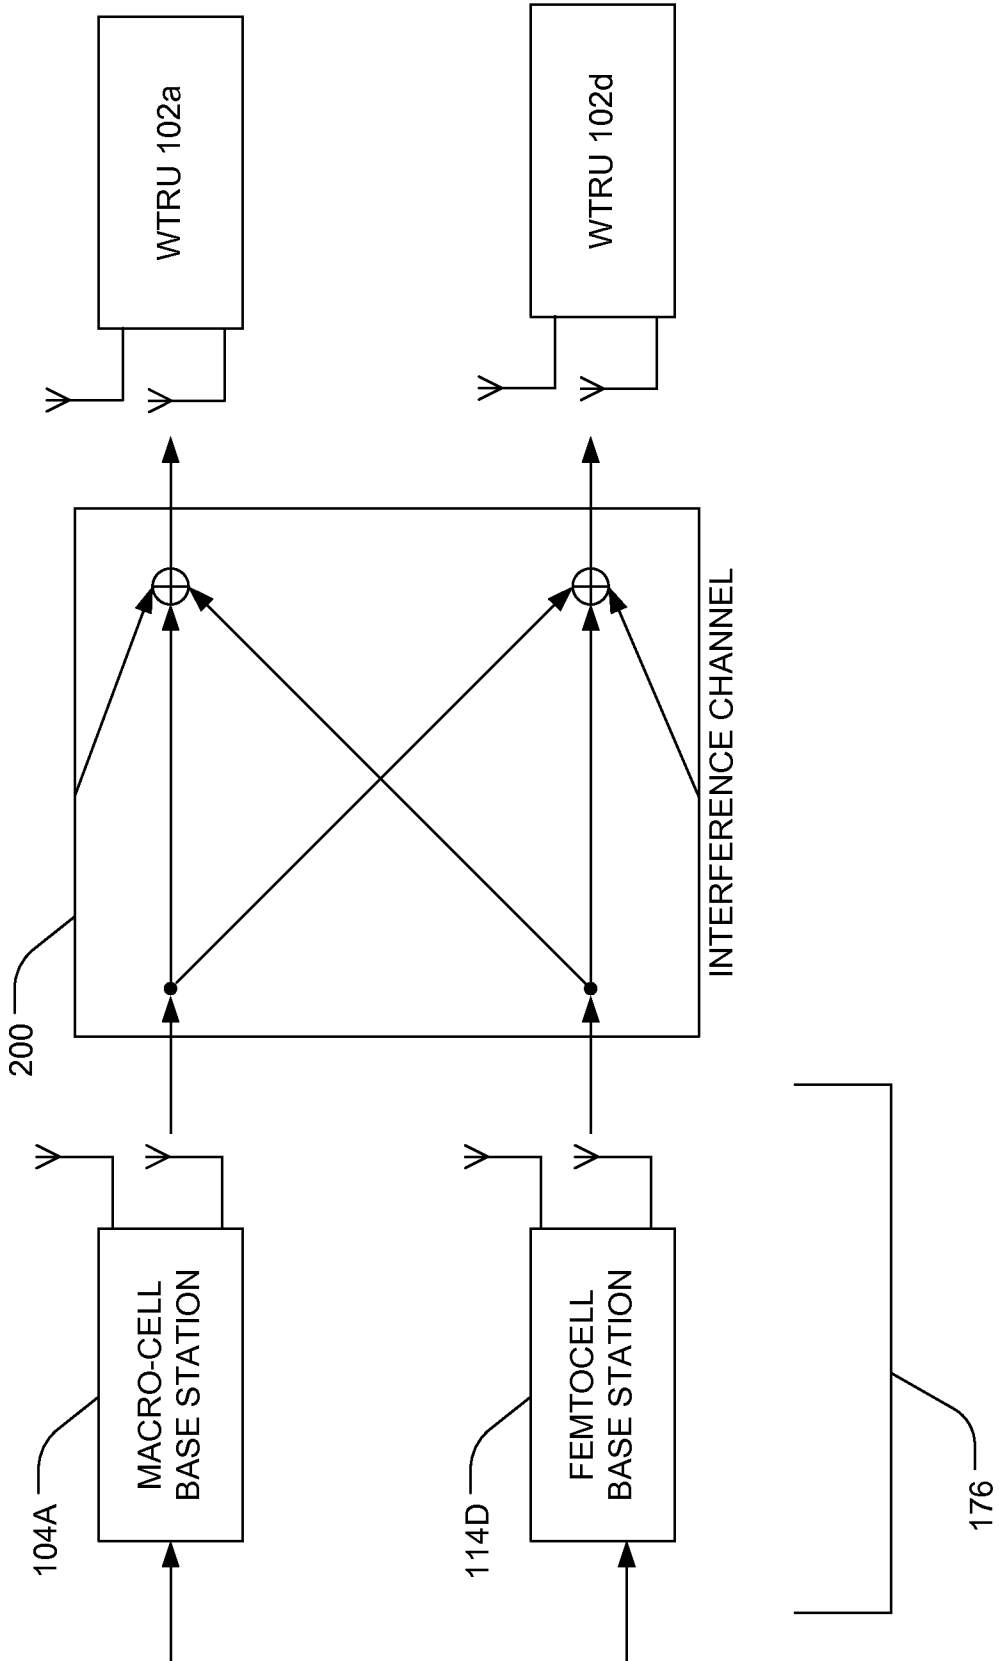 104A
MACRO-CELL
BASE STATION
200
WTRU 102a
114D
FEMTOCELL
BASE STATION
WTRU 102d
INTERFERENCE CHANNEL
176